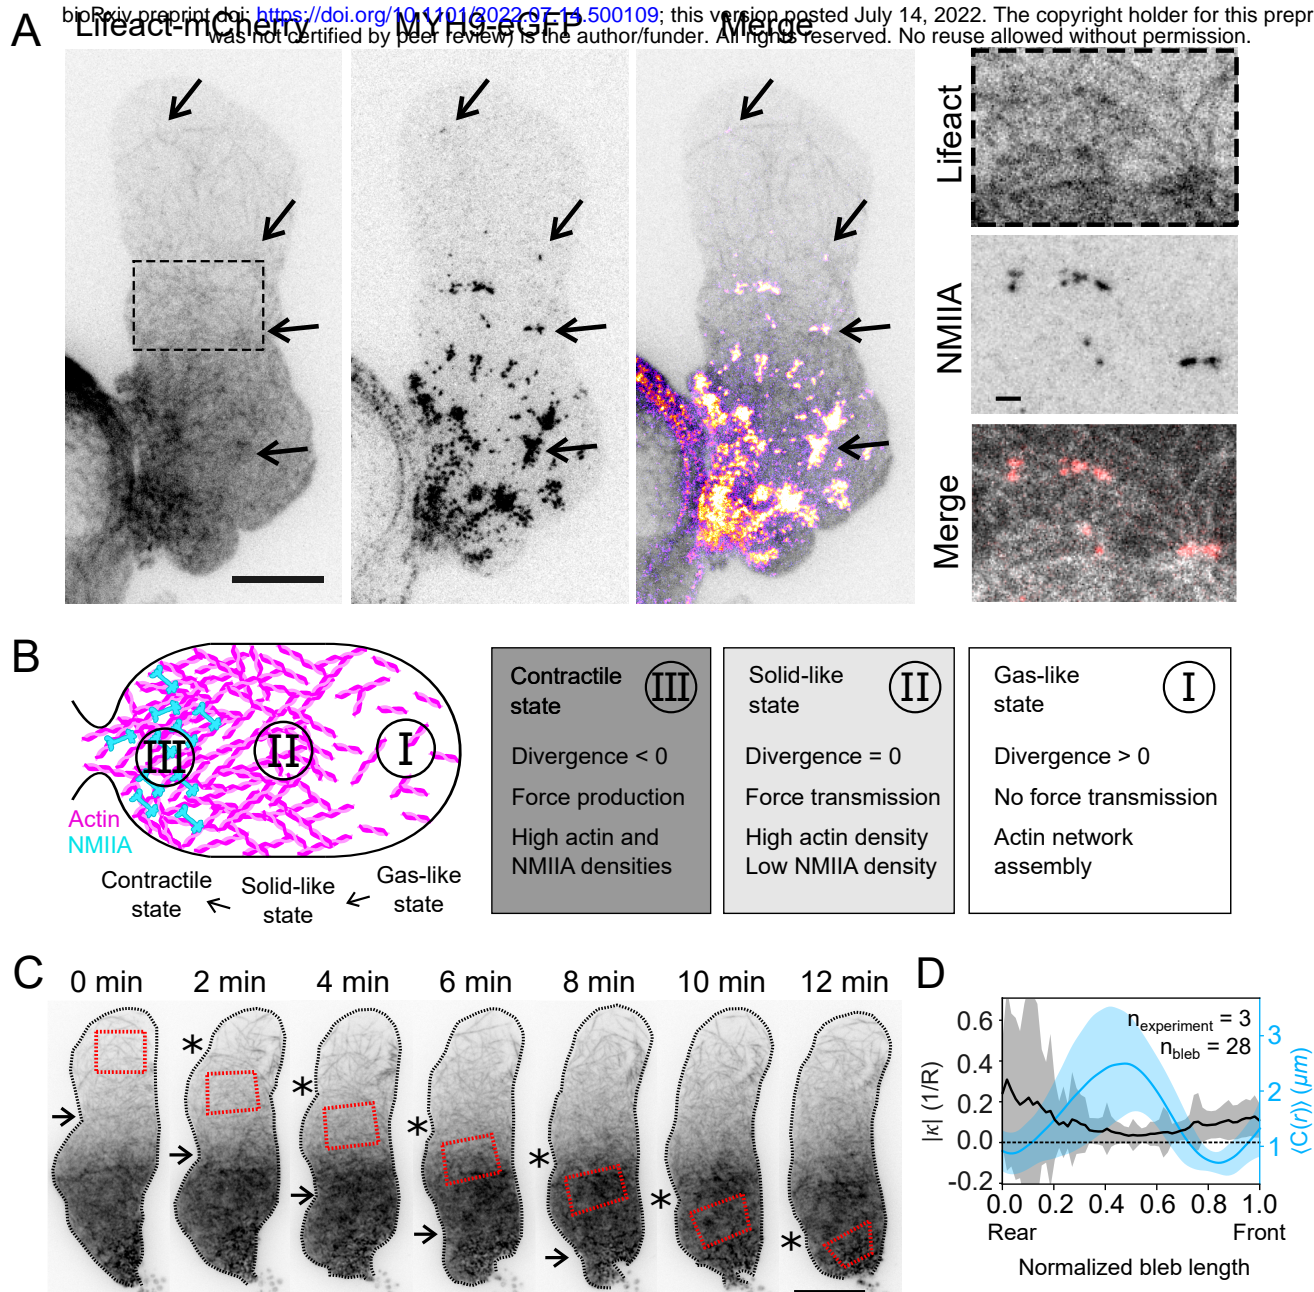 bioRxiv preprint doi: https://doi.org/10.1101/2022.07.14.500109; this version posted July 14, 2022. The copyright holder for this prepr
was not certified by peer review) is the author/funder. All rights reserved. No reuse allowed without permission.
A
Lifeact-mCherry
MYH9-eGFP
Merge
Lifeact
NMIIA
Merge
B
III
II
I
Actin
NMIIA
Contractile
state
Solid-like
state
Gas-like
state
Contractile
state
III
Divergence < 0
Force production
High actin and
NMIIA densities
Solid-like
state
II
Divergence = 0
Force transmission
High actin density
Low NMIIA density
Gas-like
state
I
Divergence > 0
No force transmission
Actin network
assembly
C
0 min
2 min
4 min
6 min
8 min
10 min
12 min
* * * * * *
D
nexperiment = 3
nbleb = 28
|κ| (1/R)
0.6
0.4
0.2
0.0
-0.2
⟨C(r)⟩ (μm)
3
2
1
0.0 0.2 0.4 0.6 0.8 1.0
Rear Front
Normalized bleb length